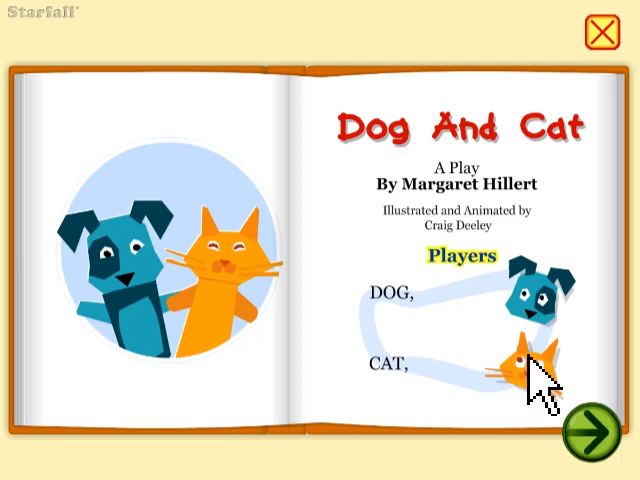 Starfall
Dog And Cat
A Play
By Margaret Hillert
Illustrated and Animated by
Craig Deeley
Players
DOG,
CAT,